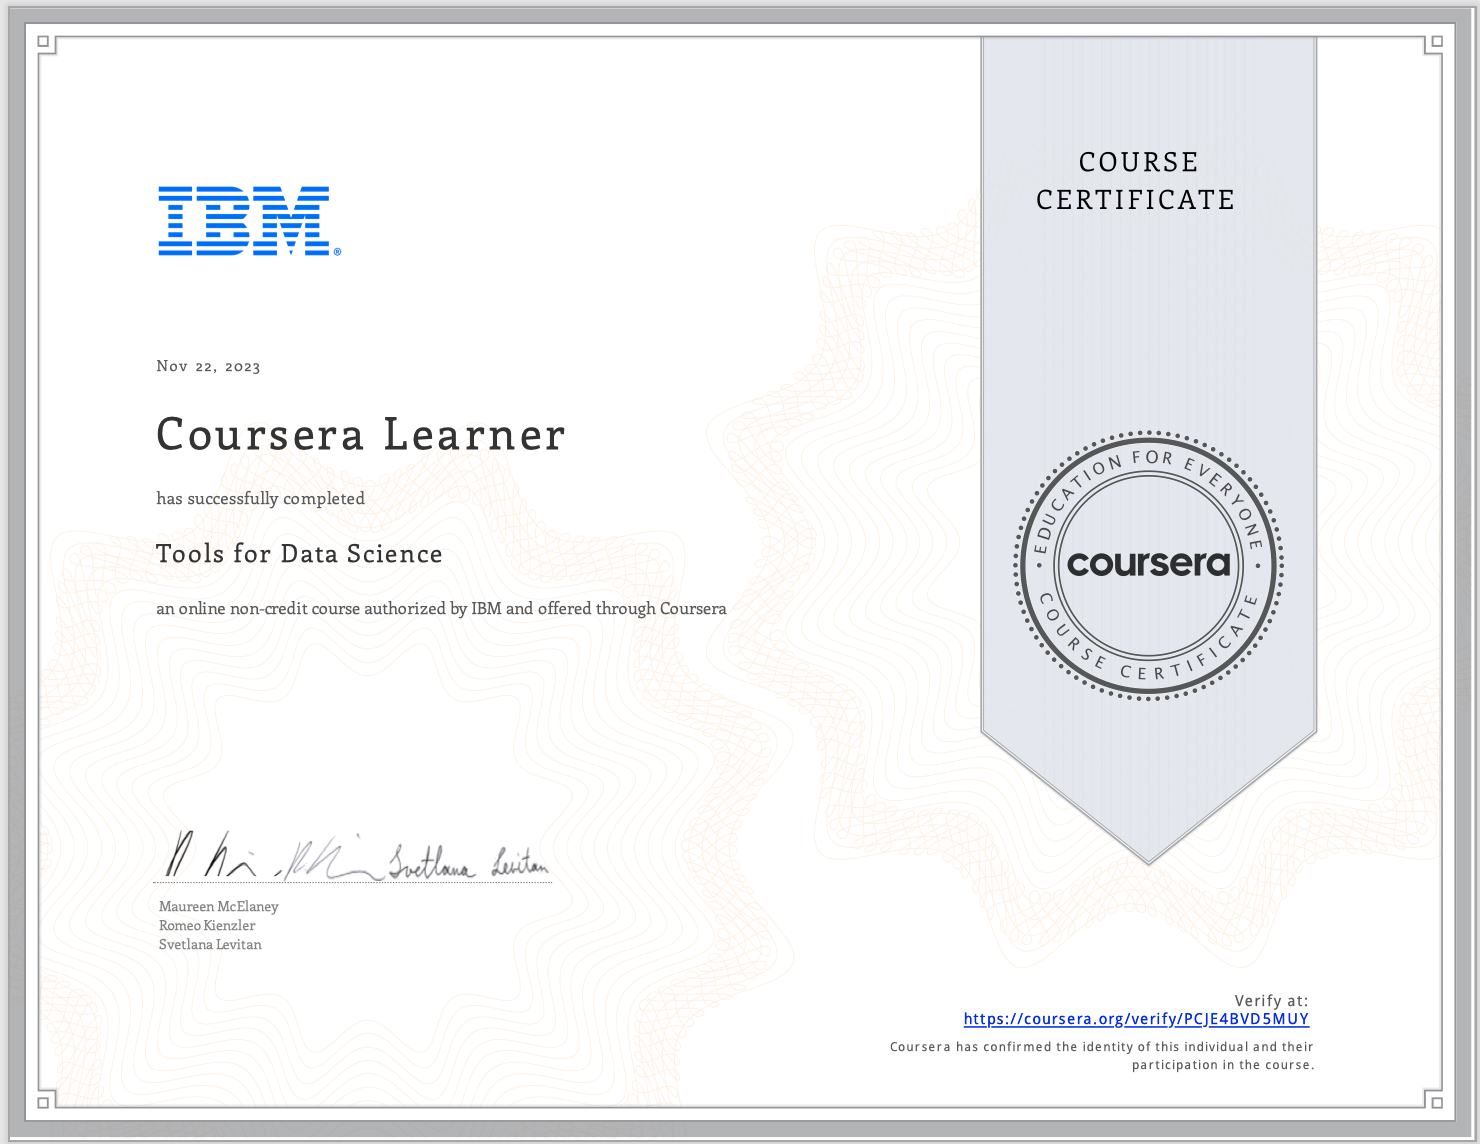 COURSE
CERTIFICATE
IBM®
Nov 22, 2023
Coursera Learner
has successfully completed
Tools for Data Science
an online non-credit course authorized by IBM and offered through Coursera
EDUCATION FOR EVERYONE
coursera
COURSE CERTIFICATE
Svetlana Levitan
Maureen McElaney
Romeo Kienzler
Svetlana Levitan
Verify at:
https://coursera.org/verify/PCJE4BVD5MUY
Coursera has confirmed the identity of this individual and their
participation in the course.